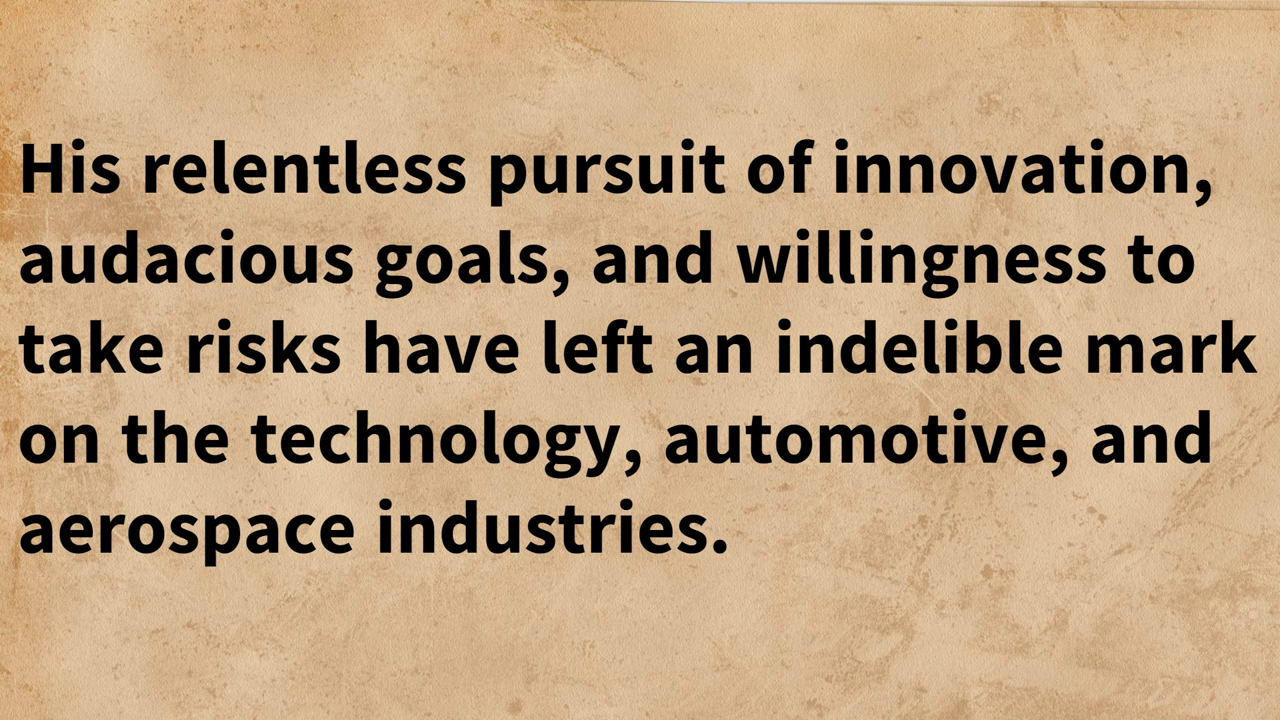 His relentless pursuit of innovation,
audacious goals, and willingness to
take risks have left an indelible mark
on the technology, automotive, and
aerospace industries.